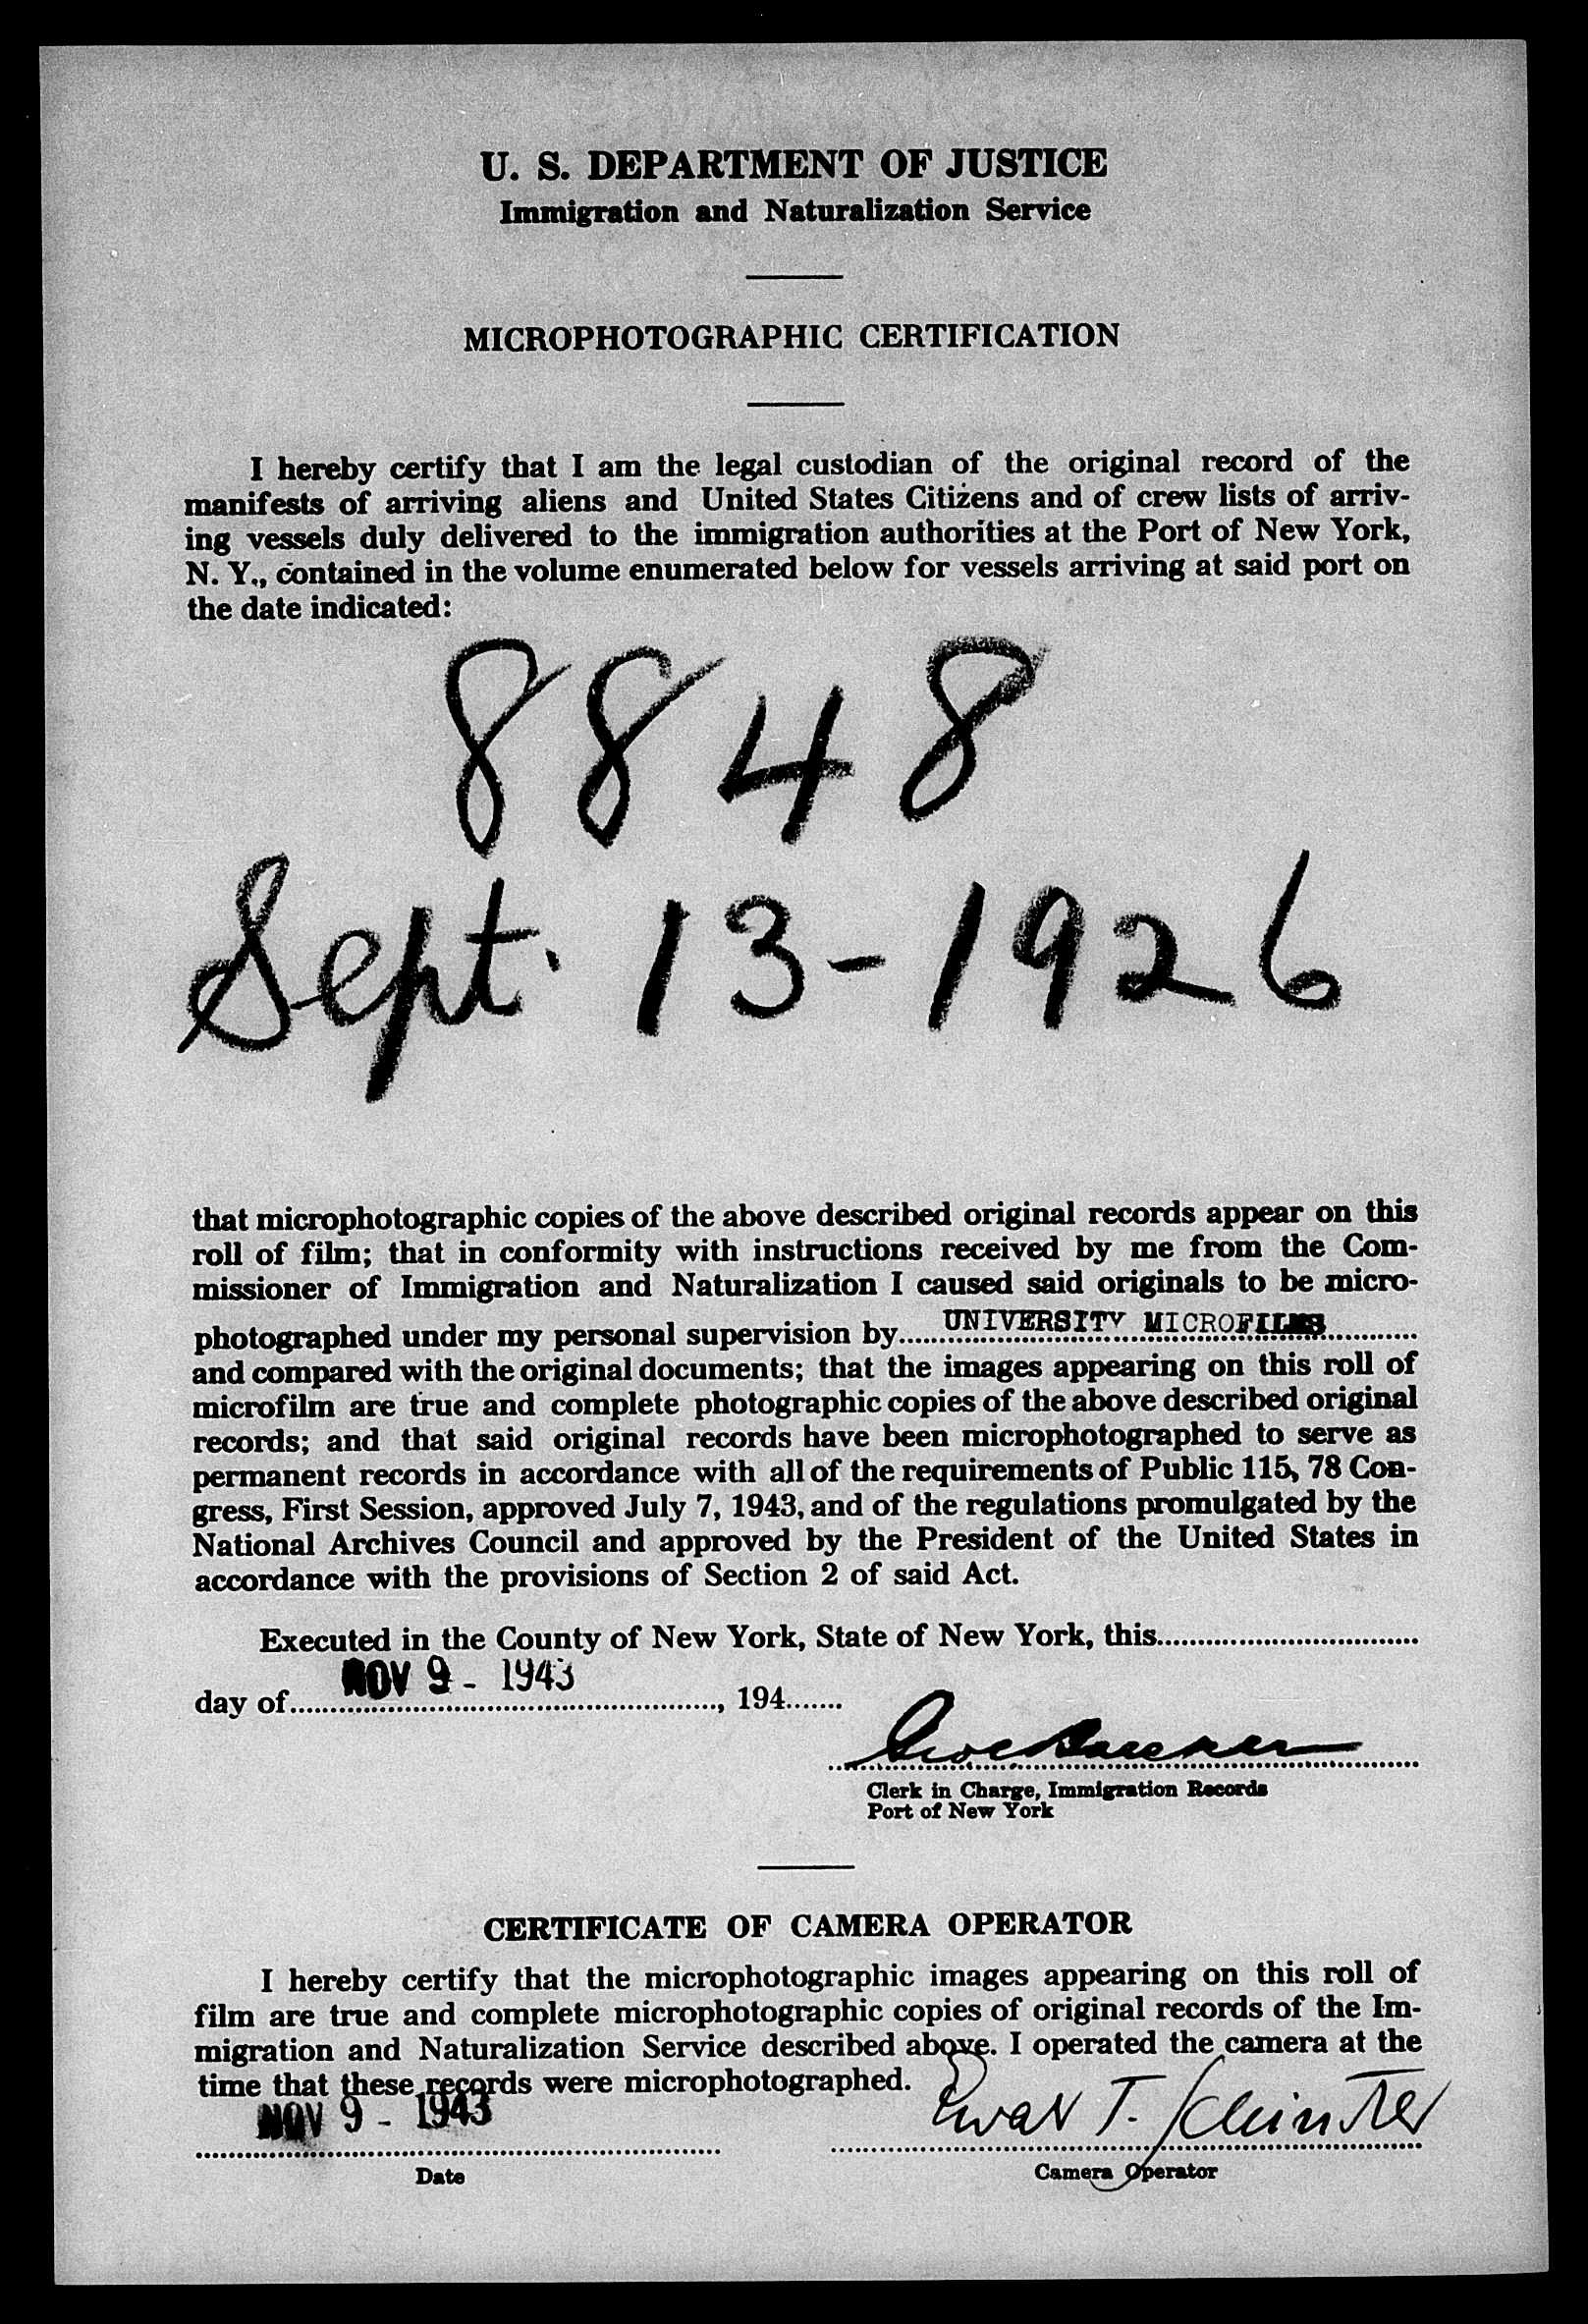 U. S. DEPARTMENT OF JUSTICE
Immigration and Naturalization Service
MICROPHOTOGRAPHIC CERTIFICATION
I hereby certify that I am the legal custodian of the original record of the
manifests of arriving aliens and United States Citizens and of crew lists of arriv-
ing vessels duly delivered to the immigration authorities at the Port of New York,
N. Y., contained in the volume enumerated below for vessels arriving at said port on
the date indicated:
8848
Sept. 13-1926
that microphotographic copies of the above described original records appear on this
roll of film; that in conformity with instructions received by me from the Com-
missioner of Immigration and Naturalization I caused said originals to be micro-
photographed under my personal supervision by UNIVERSITY MICROFILMS
and compared with the original documents; that the images appearing on this roll of
microfilm are true and complete photographic copies of the above described original
records; and that said original records have been microphotographed to serve as
permanent records in accordance with all of the requirements of Public 115, 78 Con-
gress, First Session, approved July 7, 1943, and of the regulations promulgated by the
National Archives Council and approved by the President of the United States in
accordance with the provisions of Section 2 of said Act.
Executed in the County of New York, State of New York, this
day of NOV 9 - 1943, 194
Clerk in Charge, Immigration Records
Port of New York
CERTIFICATE OF CAMERA OPERATOR
I hereby certify that the microphotographic images appearing on this roll of
film are true and complete microphotographic copies of original records of the Im-
migration and Naturalization Service described above. I operated the camera at the
time that these records were microphotographed.
NOV 9 - 1943 T.
Date Camera Operator